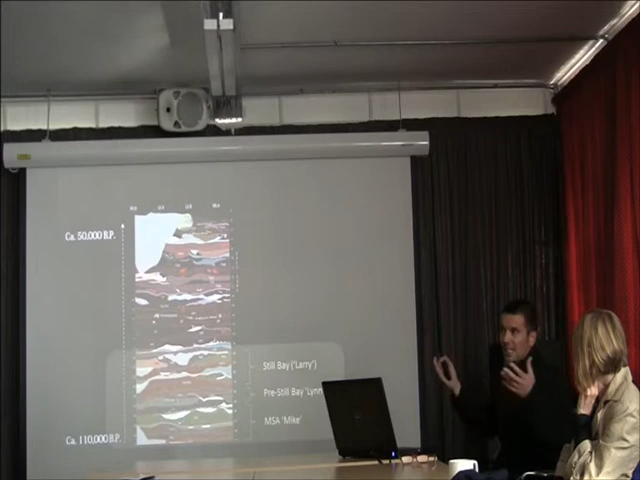 Ca. 50,000 B.P.
Still Bay ('Larry')
Pre-Still Bay 'Lynn
MSA 'Mike'
Ca. 110,000 B.P.